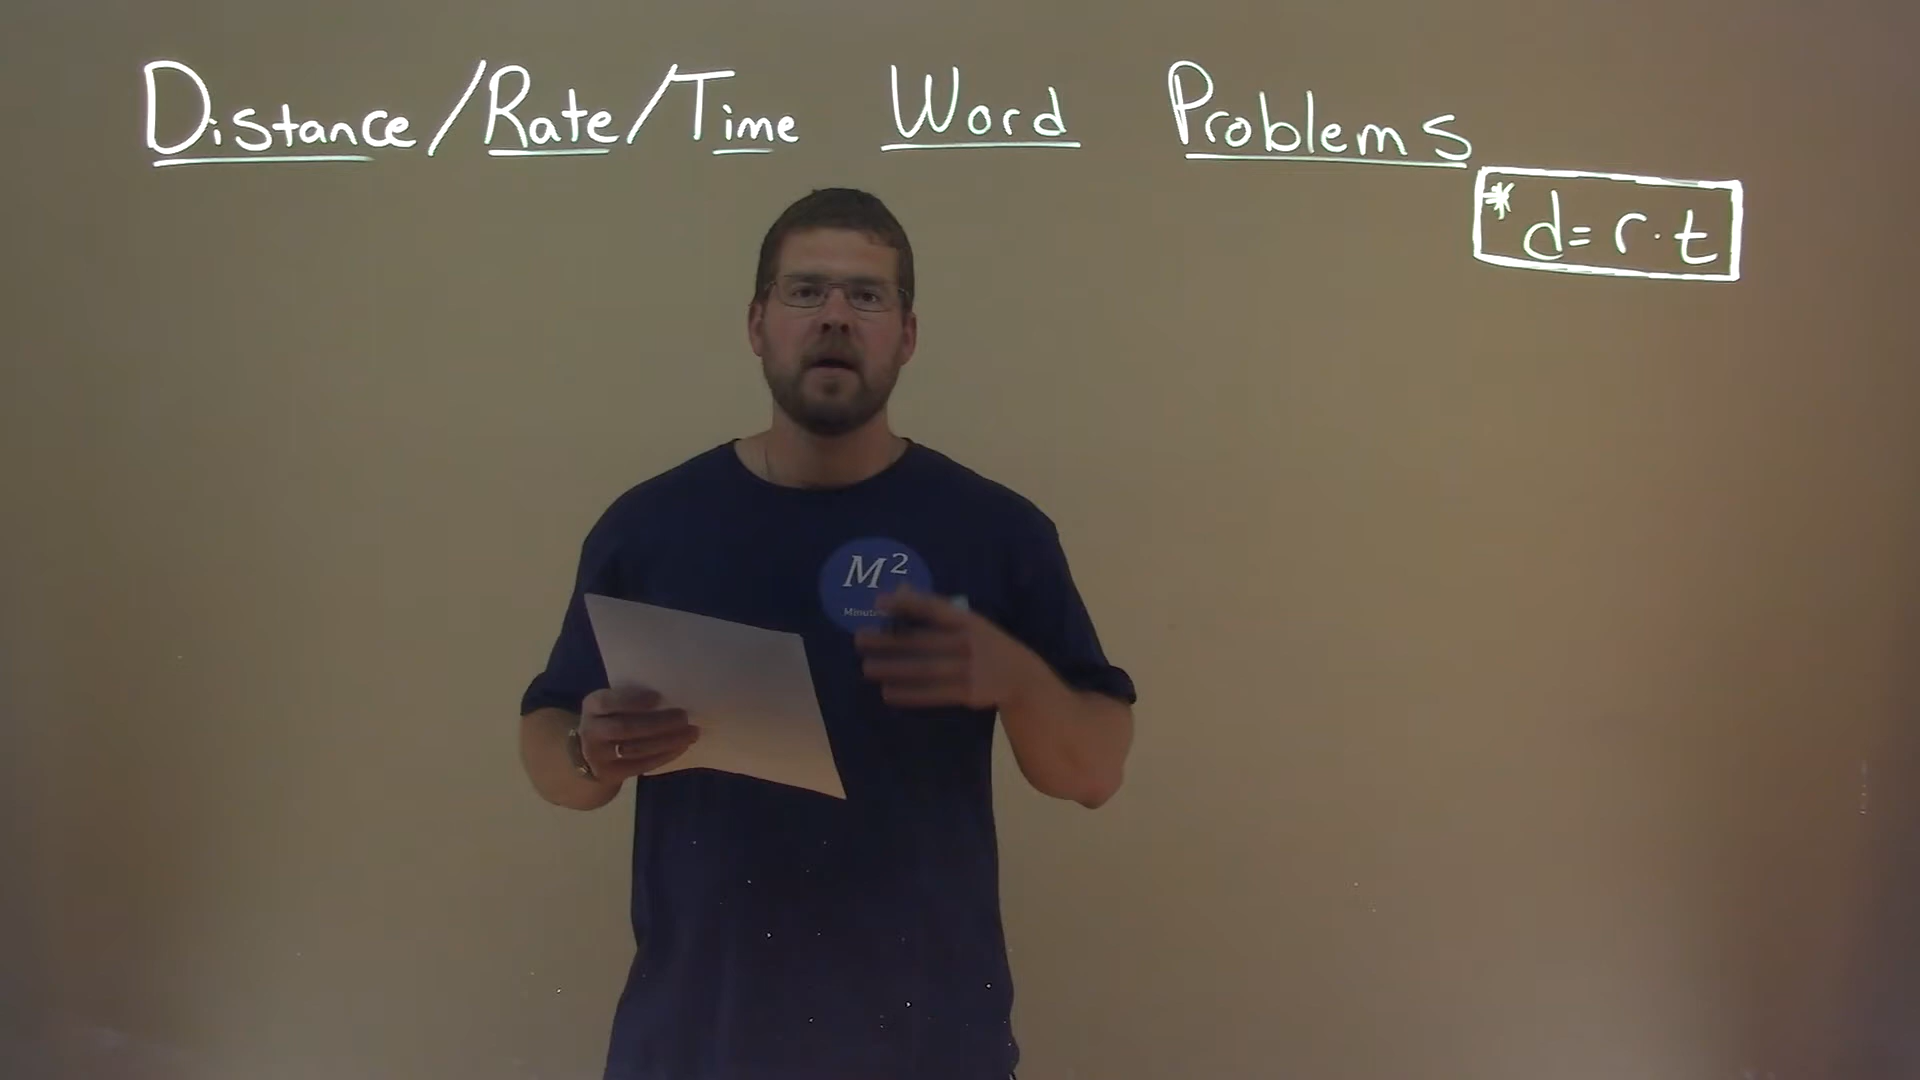 Distance/Rate/Time Word Problems
* d = r · t
M²